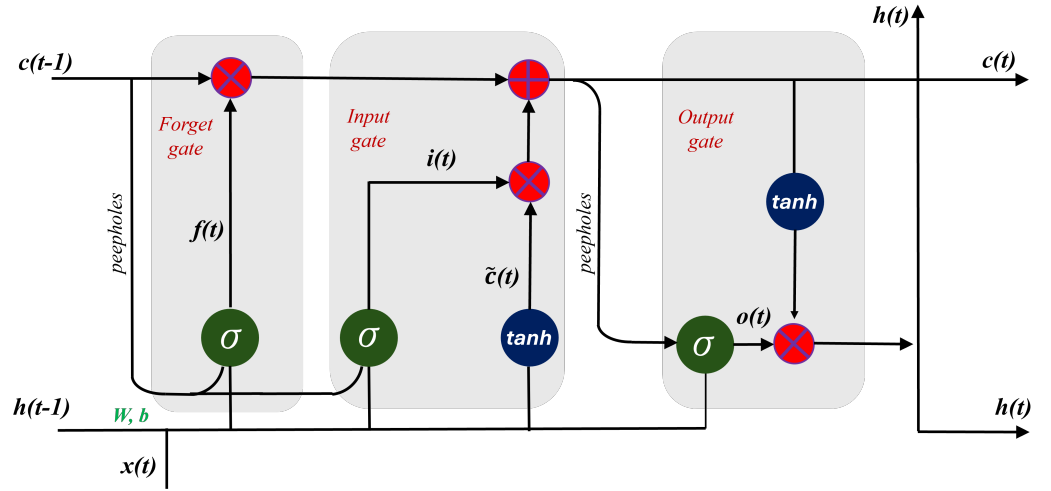 h(t)
c(t-1)
c(t)
Forget
gate
Input
gate
Output
gate
i(t)
peepholes
f(t)
peepholes
tanh
c̃(t)
σ
σ
tanh
σ
o(t)
h(t-1)
W, b
h(t)
x(t)